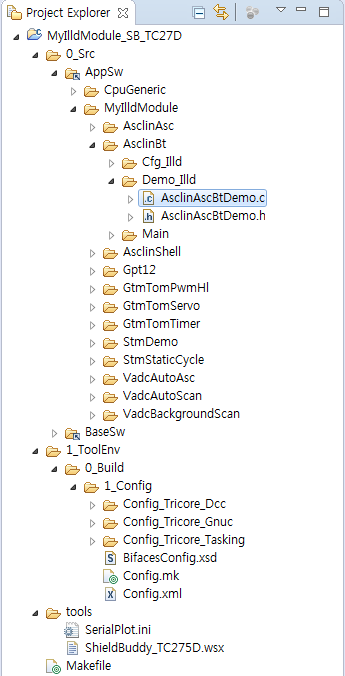 Project Explorer
MyIlldModule_SB_TC27D
0_Src
AppSw
CpuGeneric
MyIlldModule
AsclinAsc
AsclinBt
Cfg_Illd
Demo_Illd
AsclinAscBtDemo.c
AsclinAscBtDemo.h
Main
AsclinShell
Gpt12
GtmTomPwmHl
GtmTomServo
GtmTomTimer
StmDemo
StmStaticCycle
VadcAutoAsc
VadcAutoScan
VadcBackgroundScan
BaseSw
1_ToolEnv
0_Build
1_Config
Config_Tricore_Dcc
Config_Tricore_Gnuc
Config_Tricore_Tasking
BifacesConfig.xsd
Config.mk
Config.xml
tools
SerialPlot.ini
ShieldBuddy_TC275D.wsx
Makefile